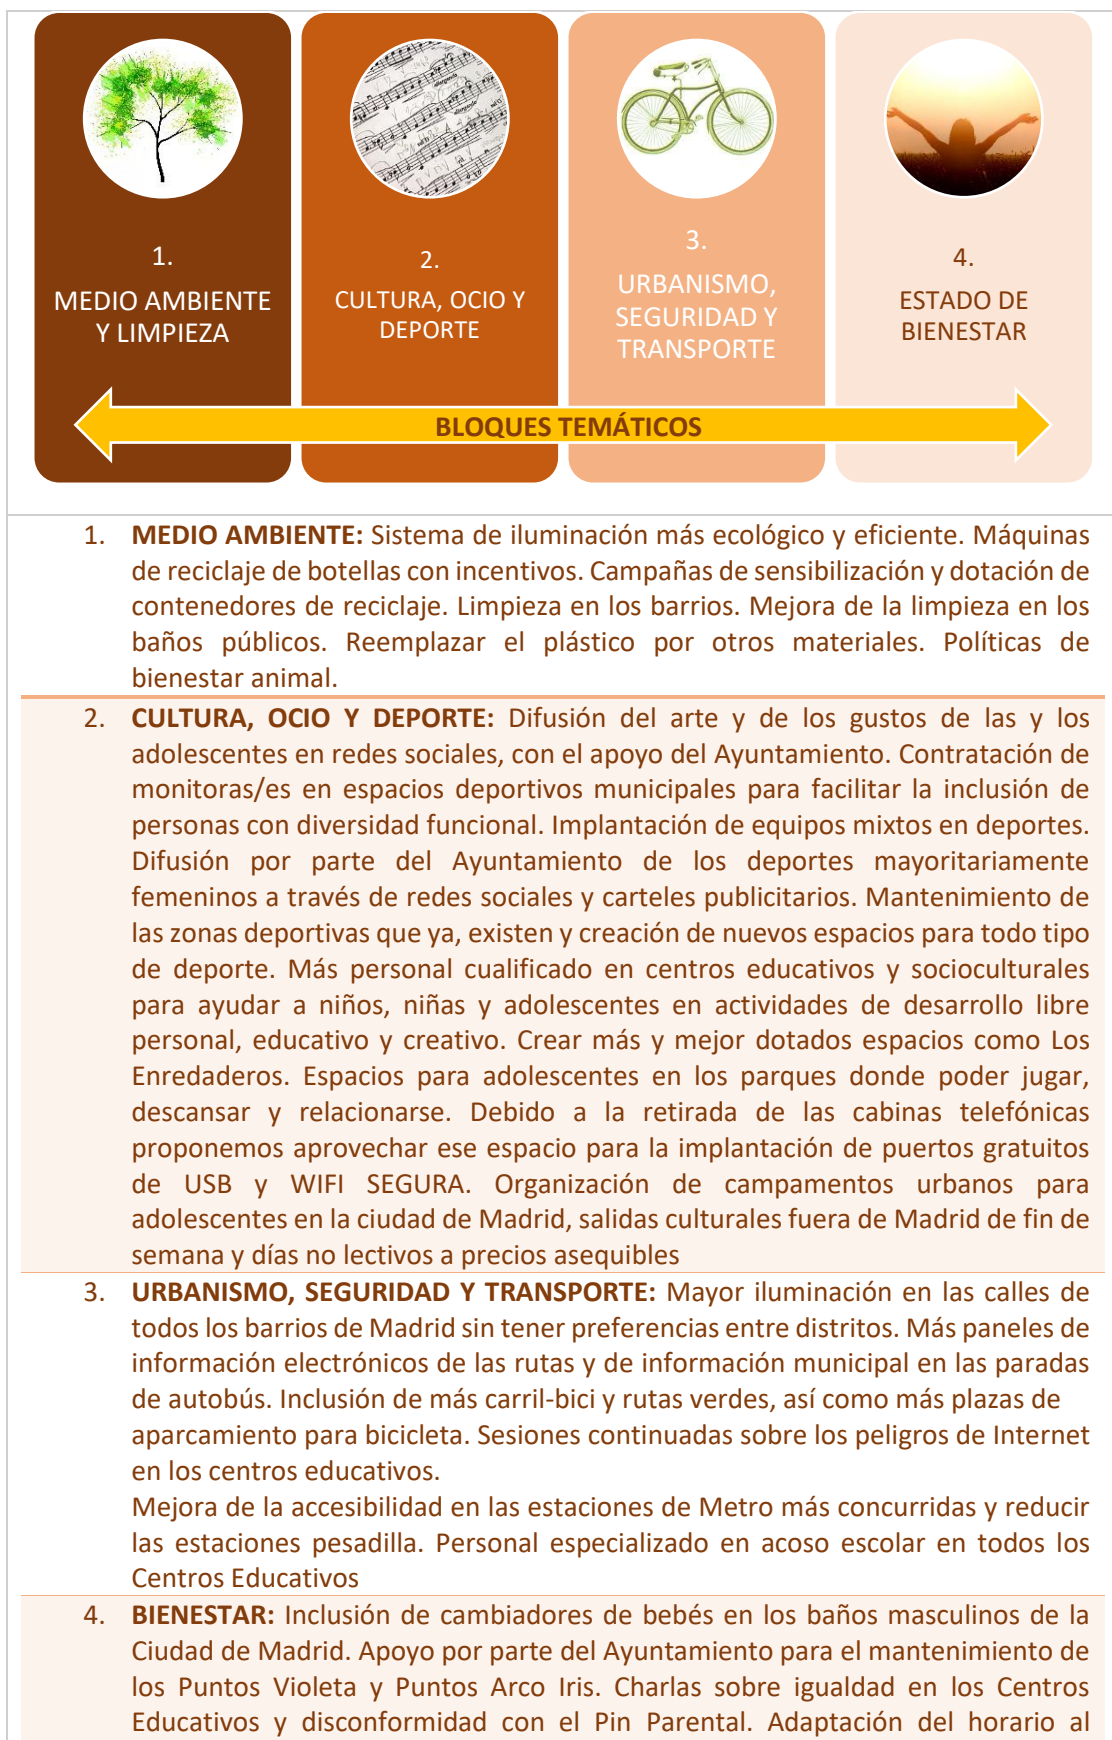 1.
MEDIO AMBIENTE
Y LIMPIEZA
2.
CULTURA, OCIO Y
DEPORTE
3.
URBANISMO,
SEGURIDAD Y
TRANSPORTE
4.
ESTADO DE
BIENESTAR
BLOQUES TEMÁTICOS
1. MEDIO AMBIENTE: Sistema de iluminación más ecológico y eficiente. Máquinas
de reciclaje de botellas con incentivos. Campañas de sensibilización y dotación de
contenedores de reciclaje. Limpieza en los barrios. Mejora de la limpieza en los
baños públicos. Reemplazar el plástico por otros materiales. Políticas de
bienestar animal.
2. CULTURA, OCIO Y DEPORTE: Difusión del arte y de los gustos de las y los
adolescentes en redes sociales, con el apoyo del Ayuntamiento. Contratación de
monitoras/es en espacios deportivos municipales para facilitar la inclusión de
personas con diversidad funcional. Implantación de equipos mixtos en deportes.
Difusión por parte del Ayuntamiento de los deportes mayoritariamente
femeninos a través de redes sociales y carteles publicitarios. Mantenimiento de
las zonas deportivas que ya, existen y creación de nuevos espacios para todo tipo
de deporte. Más personal cualificado en centros educativos y socioculturales
para ayudar a niños, niñas y adolescentes en actividades de desarrollo libre
personal, educativo y creativo. Crear más y mejor dotados espacios como Los
Enredaderos. Espacios para adolescentes en los parques donde poder jugar,
descansar y relacionarse. Debido a la retirada de las cabinas telefónicas
proponemos aprovechar ese espacio para la implantación de puertos gratuitos
de USB y WIFI SEGURA. Organización de campamentos urbanos para
adolescentes en la ciudad de Madrid, salidas culturales fuera de Madrid de fin de
semana y días no lectivos a precios asequibles
3. URBANISMO, SEGURIDAD Y TRANSPORTE: Mayor iluminación en las calles de
todos los barrios de Madrid sin tener preferencias entre distritos. Más paneles de
información electrónicos de las rutas y de información municipal en las paradas
de autobús. Inclusión de más carril-bici y rutas verdes, así como más plazas de
aparcamiento para bicicleta. Sesiones continuadas sobre los peligros de Internet
en los centros educativos.
Mejora de la accesibilidad en las estaciones de Metro más concurridas y reducir
las estaciones pesadilla. Personal especializado en acoso escolar en todos los
Centros Educativos
4. BIENESTAR: Inclusión de cambiadores de bebés en los baños masculinos de la
Ciudad de Madrid. Apoyo por parte del Ayuntamiento para el mantenimiento de
los Puntos Violeta y Puntos Arco Iris. Charlas sobre igualdad en los Centros
Educativos y disconformidad con el Pin Parental. Adaptación del horario al